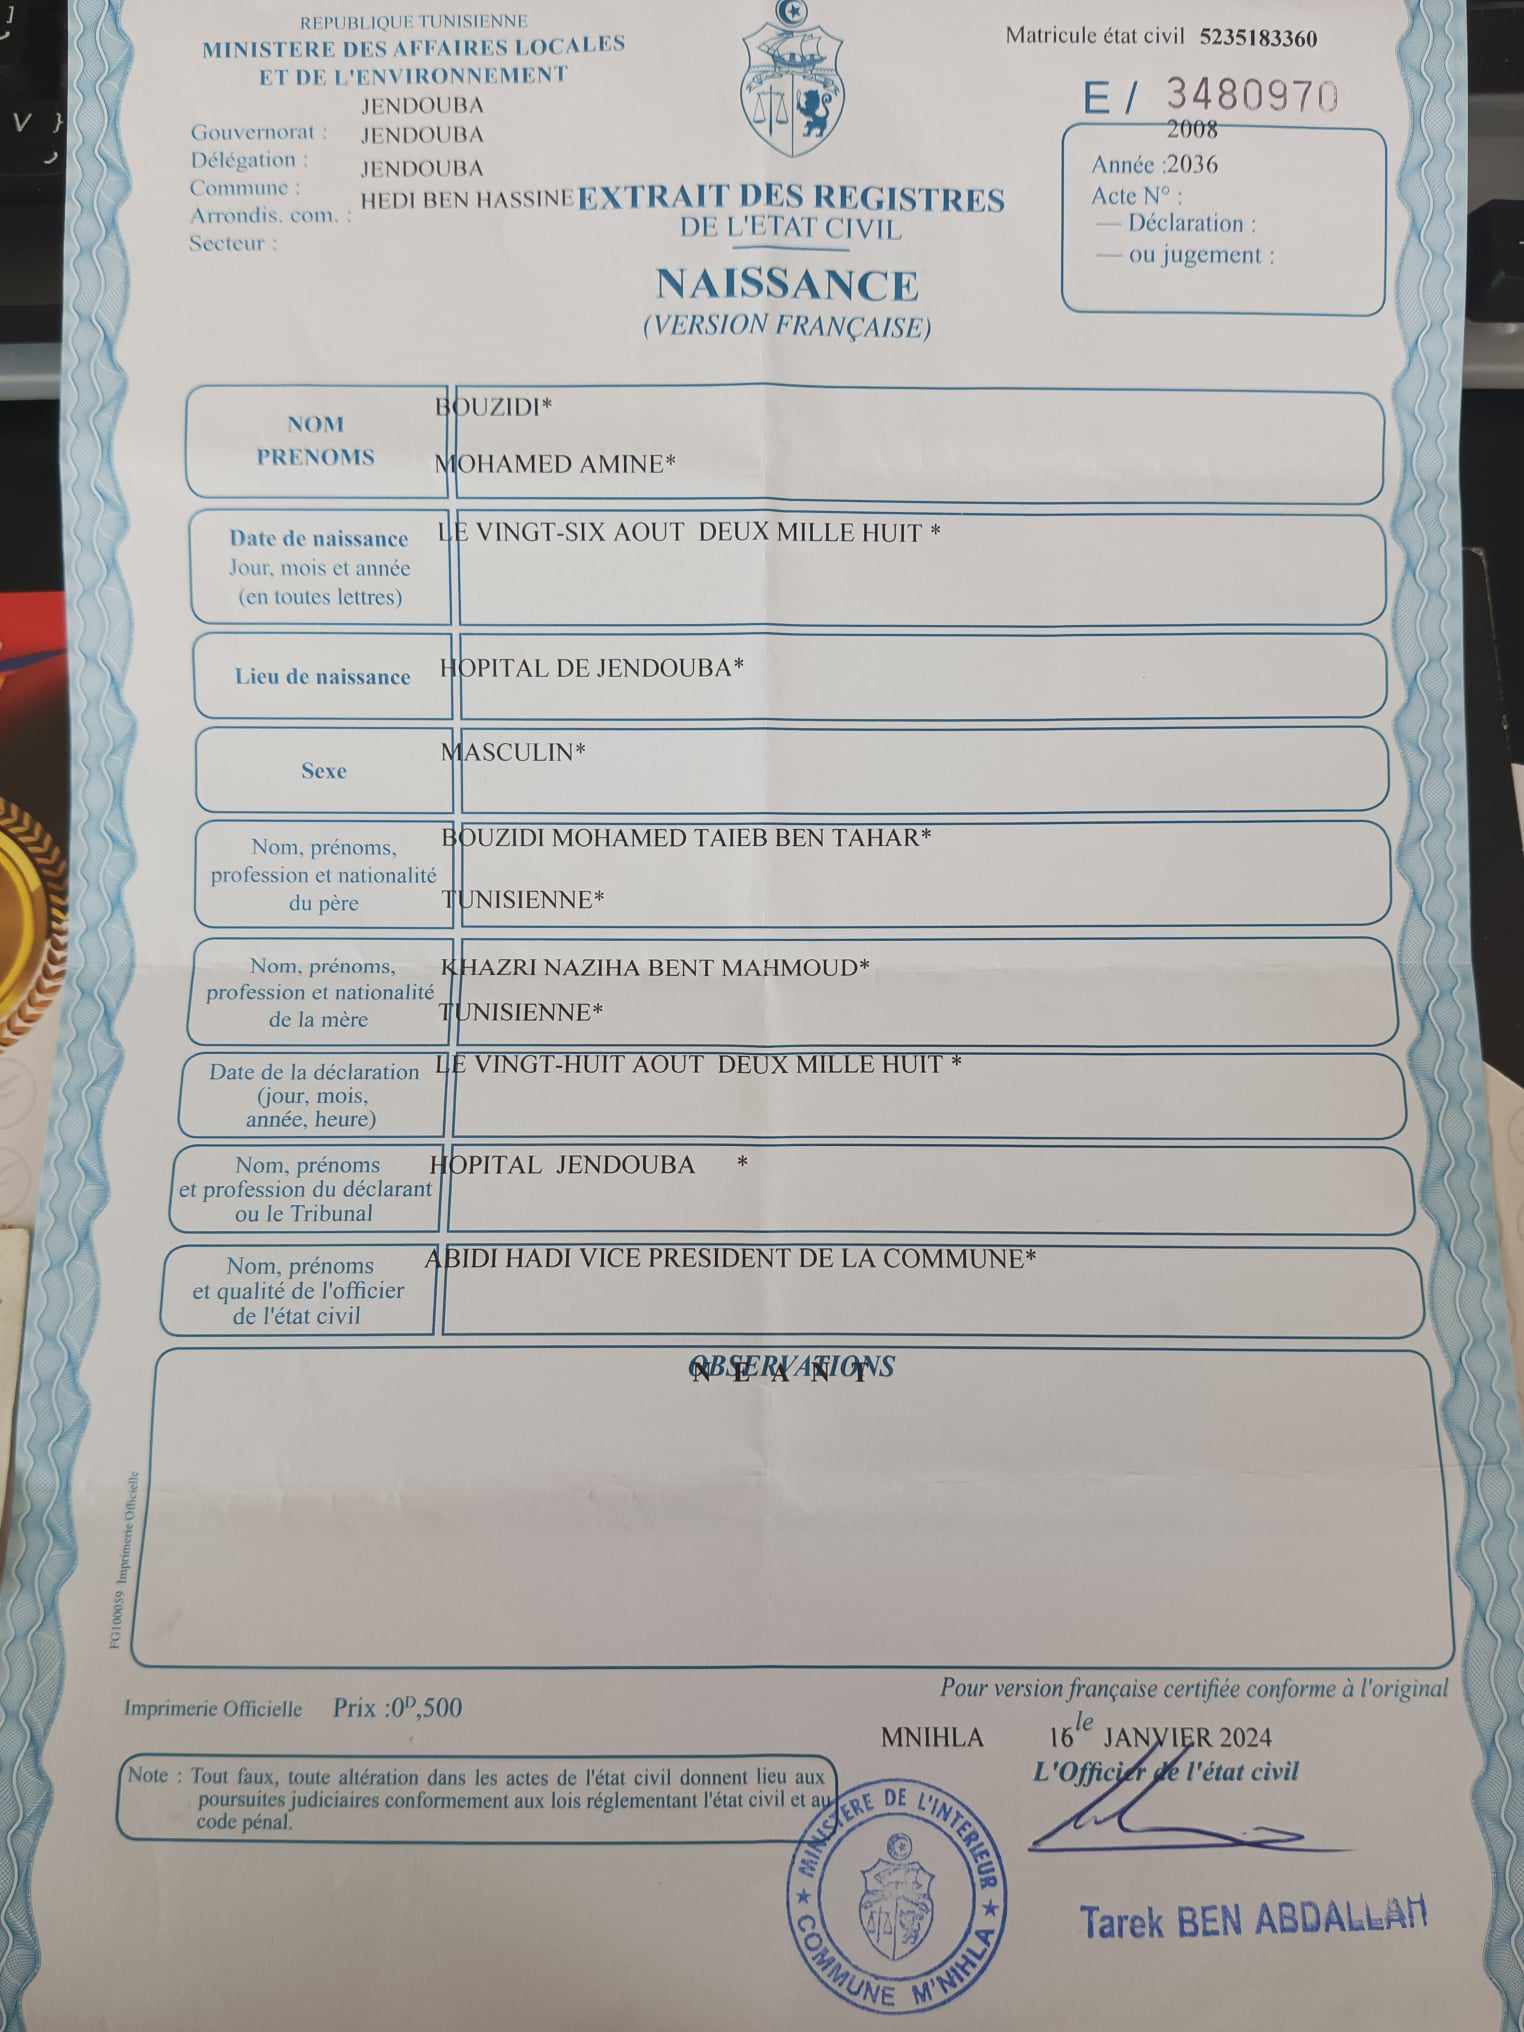 REPUBLIQUE TUNISIENNE
MINISTERE DES AFFAIRES LOCALES
ET DE L'ENVIRONNEMENT
JENDOUBA
Gouvernorat : JENDOUBA
Délégation : JENDOUBA
Commune : HEDI BEN HASSINE
Arrondis. com. :
Secteur :
Matricule état civil 5235183360
E / 3480970
2008
Année :2036
Acte N° :
— Déclaration :
— ou jugement :
EXTRAIT DES REGISTRES
DE L'ETAT CIVIL
NAISSANCE
(VERSION FRANÇAISE)
NOM
PRENOMS
BOUZIDI*
MOHAMED AMINE*
Date de naissance
Jour, mois et année
(en toutes lettres)
LE VINGT-SIX AOUT DEUX MILLE HUIT *
Lieu de naissance
HOPITAL DE JENDOUBA*
Sexe
MASCULIN*
Nom, prénoms,
profession et nationalité
du père
BOUZIDI MOHAMED TAIEB BEN TAHAR*
TUNISIENNE*
Nom, prénoms,
profession et nationalité
de la mère
KHAZRI NAZIHA BENT MAHMOUD*
TUNISIENNE*
Date de la déclaration
(jour, mois,
année, heure)
LE VINGT-HUIT AOUT DEUX MILLE HUIT *
Nom, prénoms
et profession du déclarant
ou le Tribunal
HOPITAL JENDOUBA *
Nom, prénoms
et qualité de l'officier
de l'état civil
ABIDI HADI VICE PRESIDENT DE LA COMMUNE*
OBSERVATIONS
N E A N T
FG100059 Imprimerie Officielle
Imprimerie Officielle Prix :0D,500
Pour version française certifiée conforme à l'original
MNIHLA le 16 JANVIER 2024
L'Officier de l'état civil
Note : Tout faux, toute altération dans les actes de l'état civil donnent lieu aux
poursuites judiciaires conformement aux lois réglementant l'état civil et au
code pénal.
MINISTERE DE L'INTERIEUR
COMMUNE M'NIHLA
Tarek BEN ABDALLAH